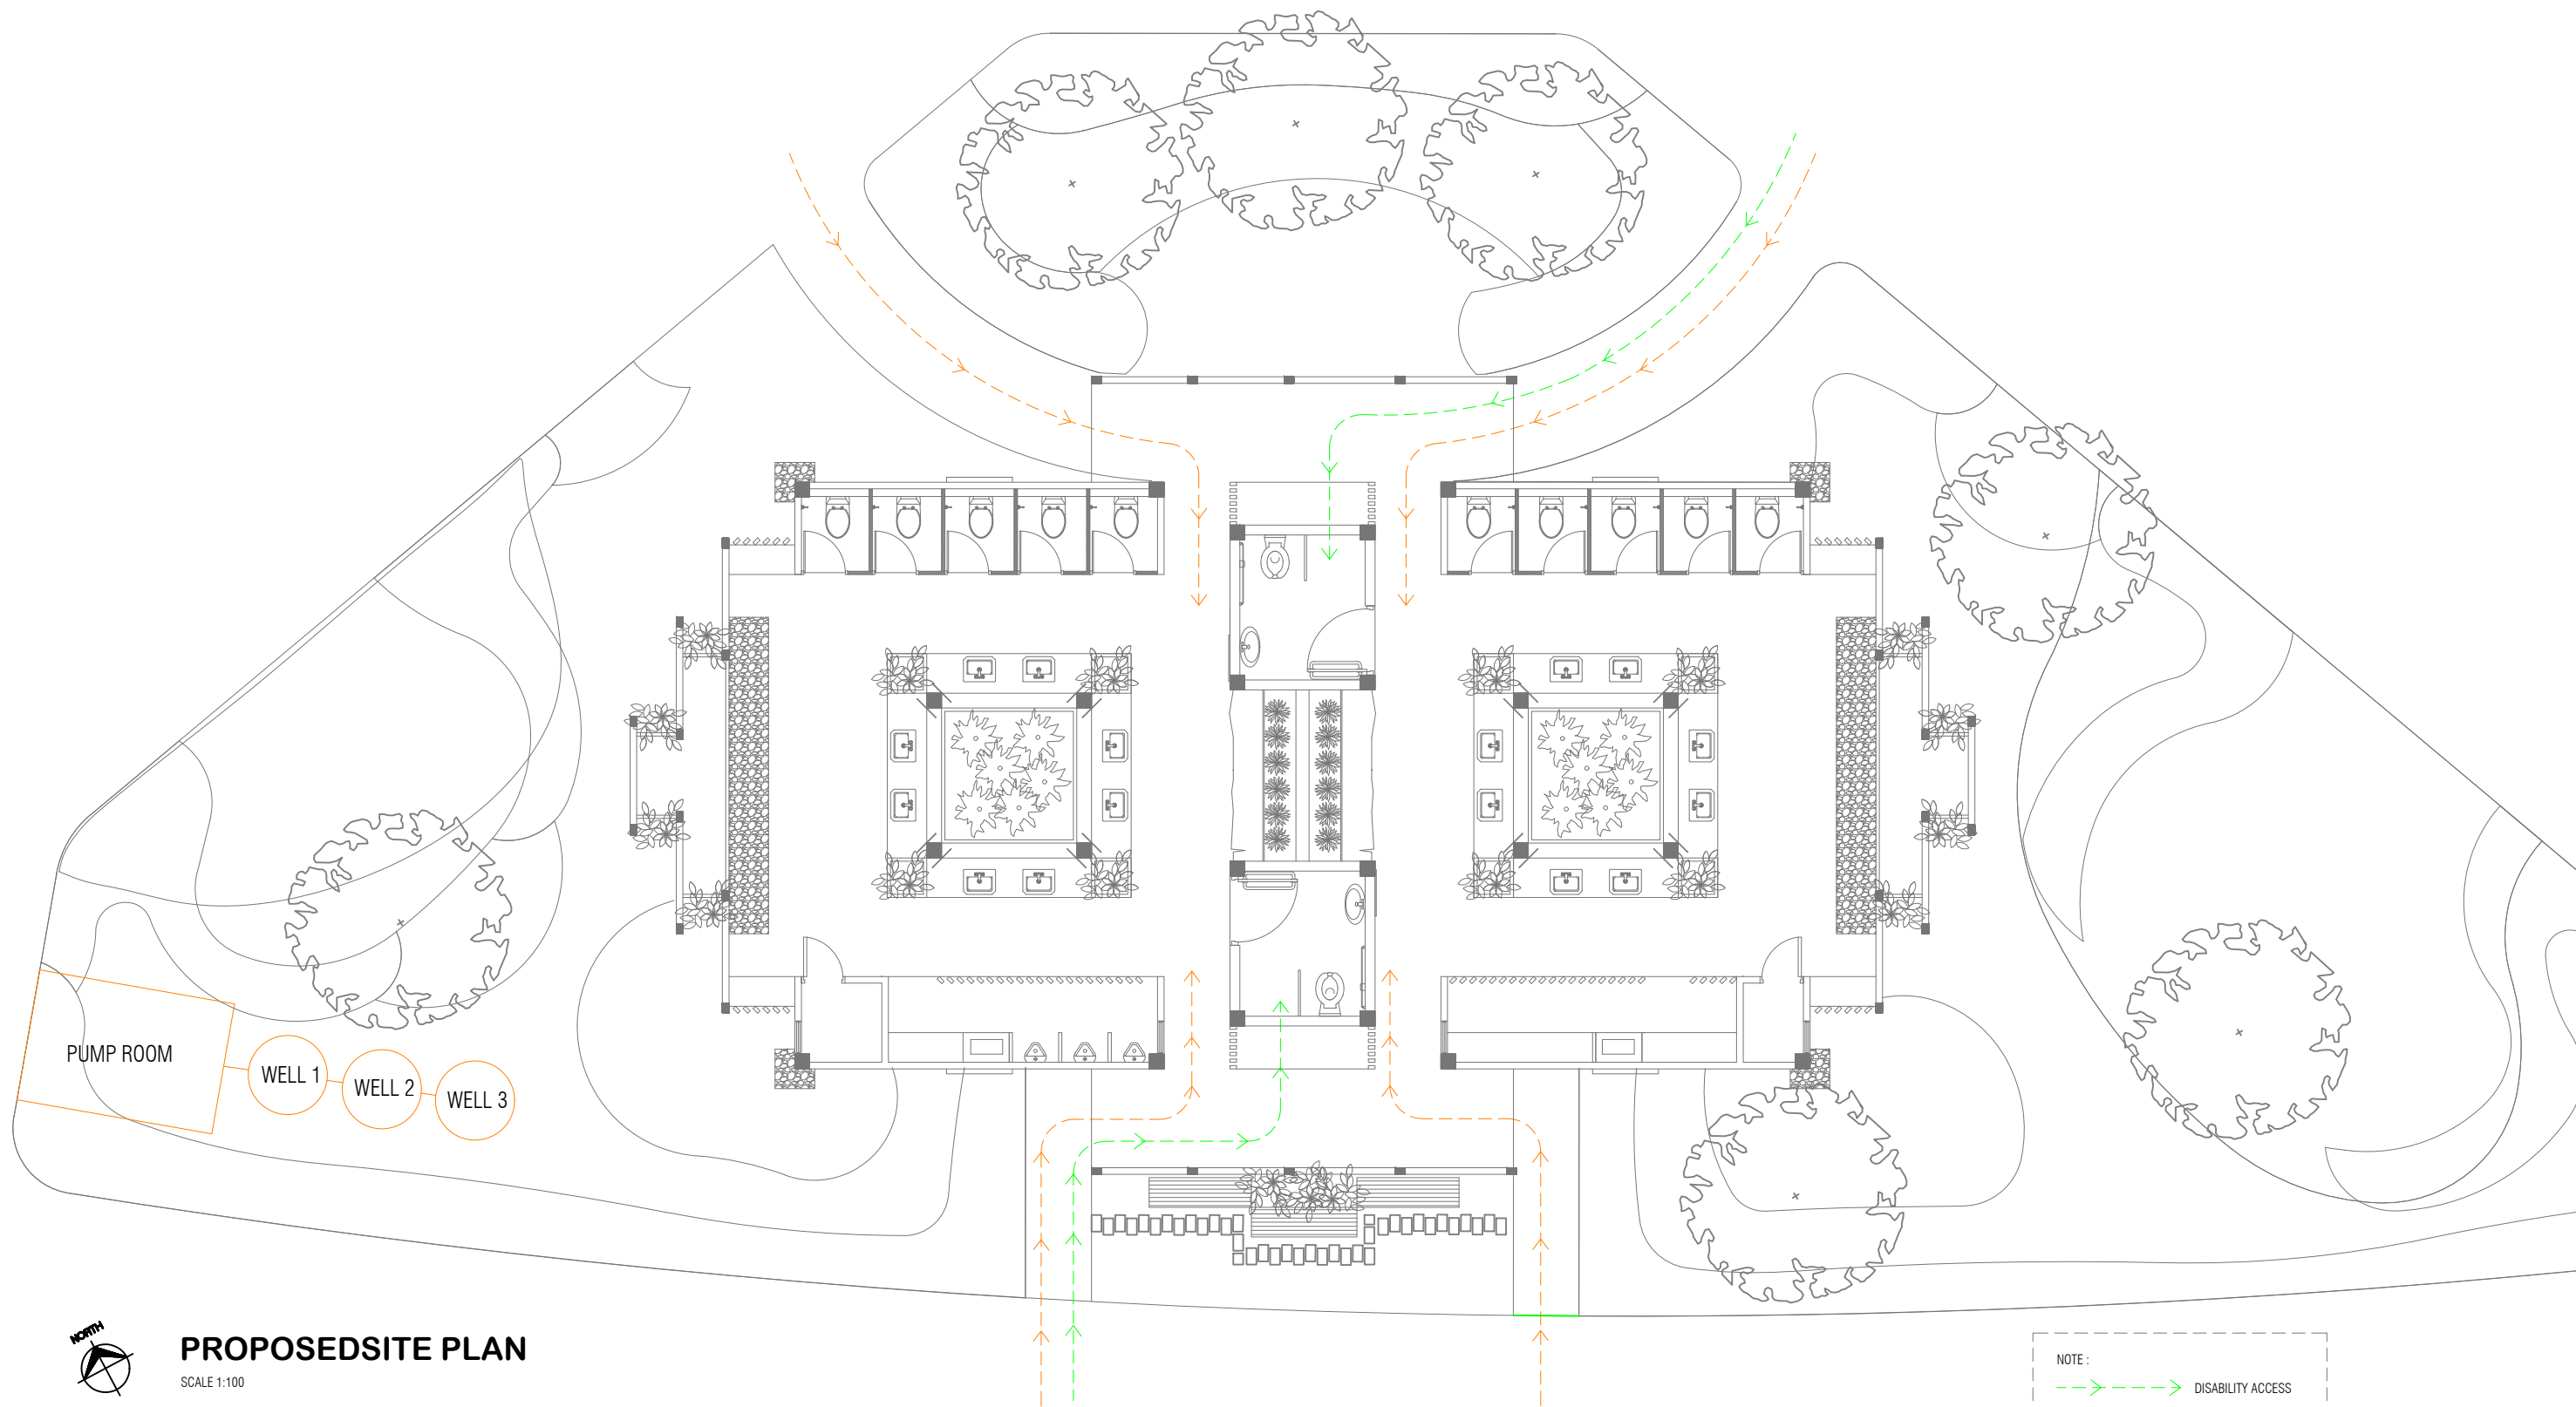 PUMP ROOM
WELL 1
WELL 2
WELL 3
NORTH
PROPOSEDSITE PLAN
SCALE 1:100
NOTE :
DISABILITY ACCESS